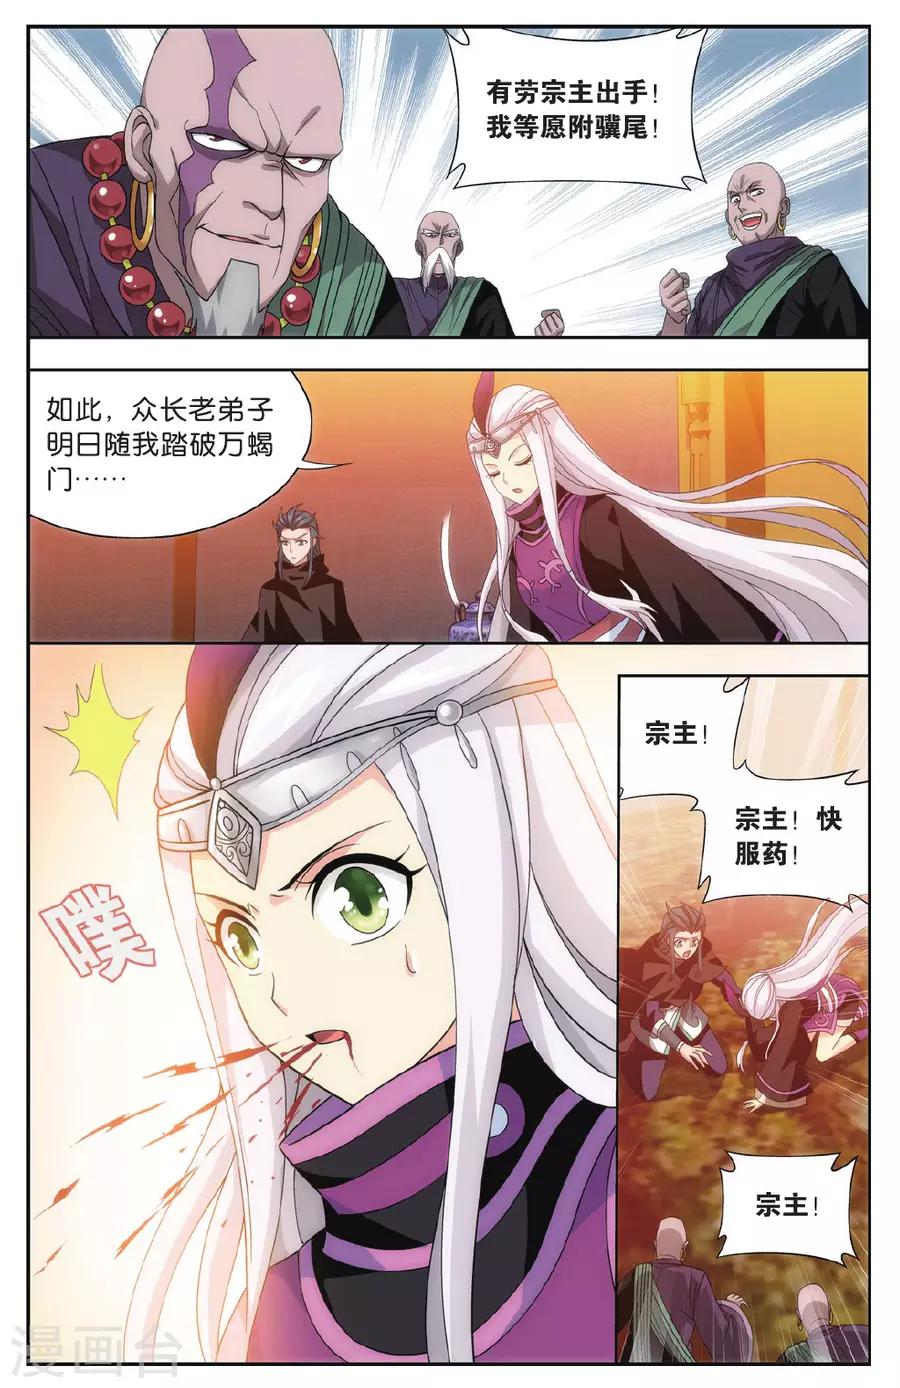 有劳宗主出手！
我等愿附骥尾！
如此，众长老弟子
明日随我踏破万蝎
门……
噗
宗主！
宗主！快
服药！
宗主！
漫画台